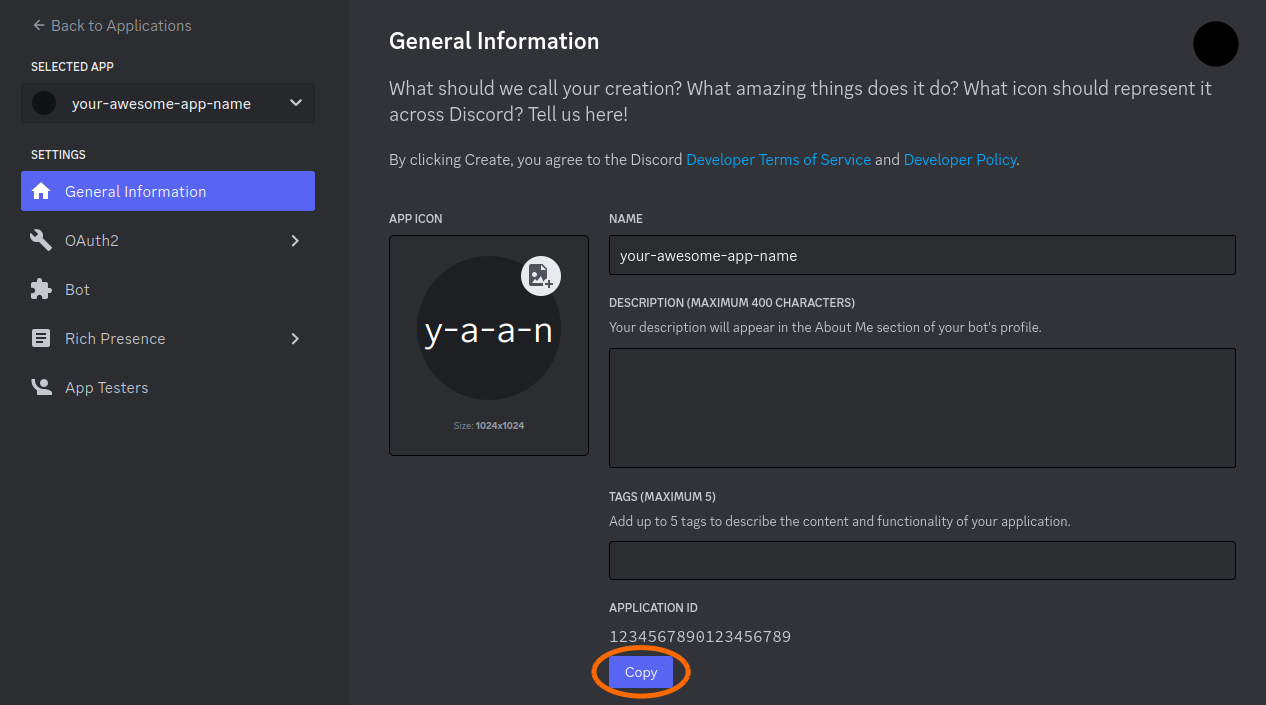 Back to Applications
SELECTED APP
your-awesome-app-name
SETTINGS
General Information
OAuth2
Bot
Rich Presence
App Testers
General Information
What should we call your creation? What amazing things does it do? What icon should represent it
across Discord? Tell us here!
By clicking Create, you agree to the Discord Developer Terms of Service and Developer Policy.
APP ICON
y-a-a-n
Size: 1024x1024
NAME
your-awesome-app-name
DESCRIPTION (MAXIMUM 400 CHARACTERS)
Your description will appear in the About Me section of your bot's profile.
TAGS (MAXIMUM 5)
Add up to 5 tags to describe the content and functionality of your application.
APPLICATION ID
1234567890123456789
Copy